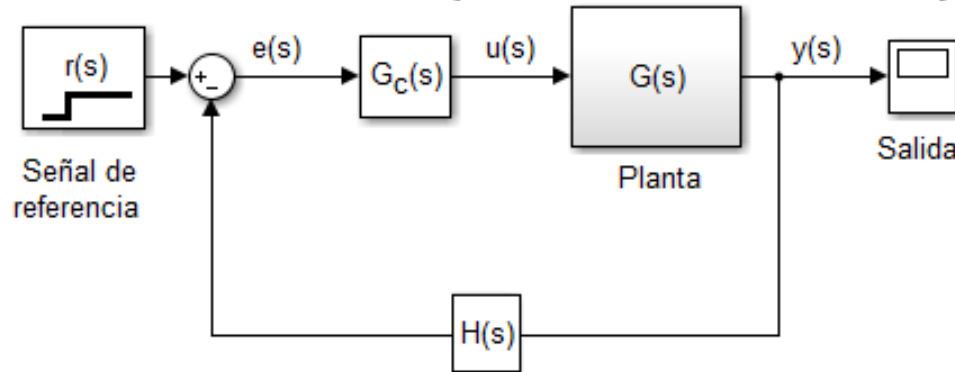 r(s)
+
−
e(s)
Gc(s)
u(s)
G(s)
y(s)
Señal de
referencia
Planta
Salida
H(s)